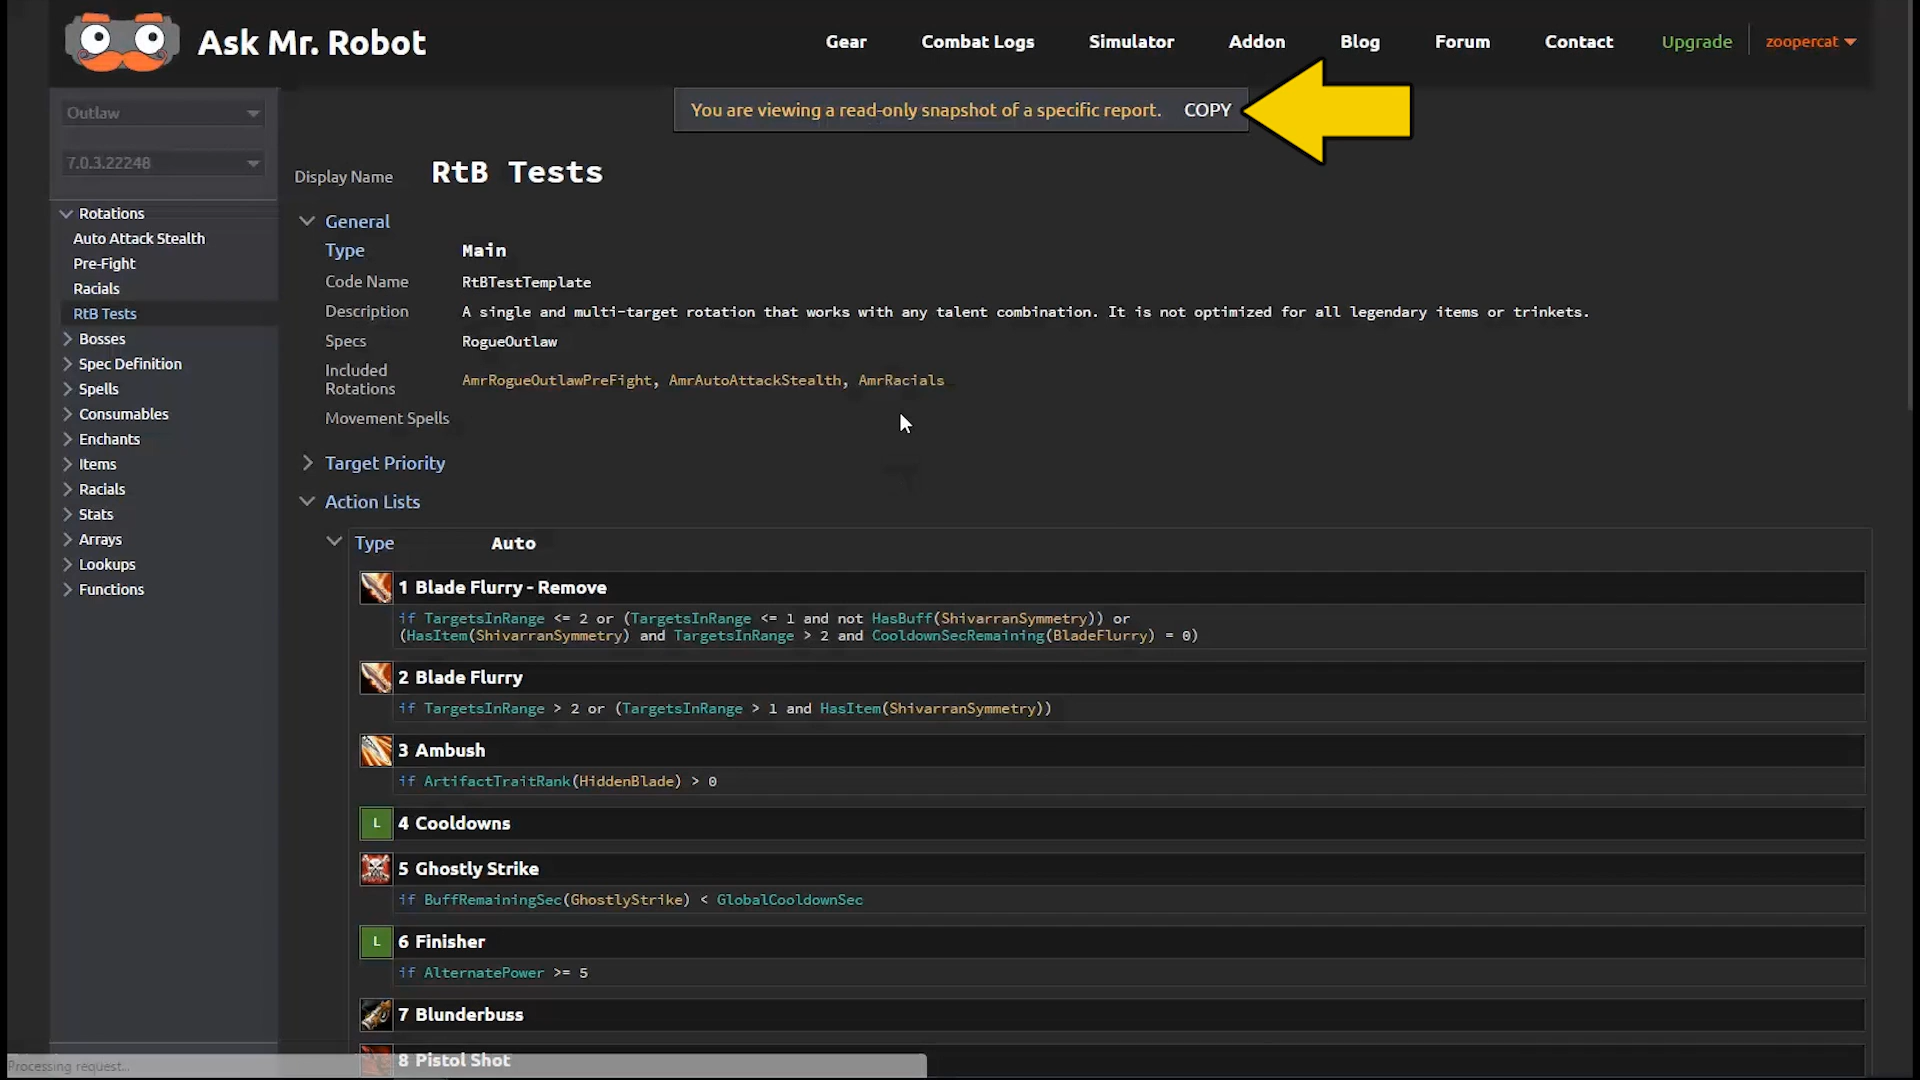 Ask Mr. Robot
Gear Combat Logs Simulator Addon Blog Forum Contact Upgrade zoopercat
You are viewing a read-only snapshot of a specific report. COPY
Outlaw
7.0.3.22248
Rotations
Auto Attack Stealth
Pre-Fight
Racials
RtB Tests
Bosses
Spec Definition
Spells
Consumables
Enchants
Items
Racials
Stats
Arrays
Lookups
Functions
Display Name RtB Tests
General
Type Main
Code Name RtBTestTemplate
Description A single and multi-target rotation that works with any talent combination. It is not optimized for all legendary items or trinkets.
Specs RogueOutlaw
Included
Rotations AmrRogueOutlawPreFight, AmrAutoAttackStealth, AmrRacials
Movement Spells
Target Priority
Action Lists
Type Auto
1 Blade Flurry - Remove
if TargetsInRange <= 2 or (TargetsInRange <= 1 and not HasBuff(ShivarranSymmetry)) or
(HasItem(ShivarranSymmetry) and TargetsInRange > 2 and CooldownSecRemaining(BladeFlurry) = 0)
2 Blade Flurry
if TargetsInRange > 2 or (TargetsInRange > 1 and HasItem(ShivarranSymmetry))
3 Ambush
if ArtifactTraitRank(HiddenBlade) > 0
L 4 Cooldowns
5 Ghostly Strike
if BuffRemainingSec(GhostlyStrike) < GlobalCooldownSec
L 6 Finisher
if AlternatePower >= 5
7 Blunderbuss
8 Pistol Shot
Processing request...